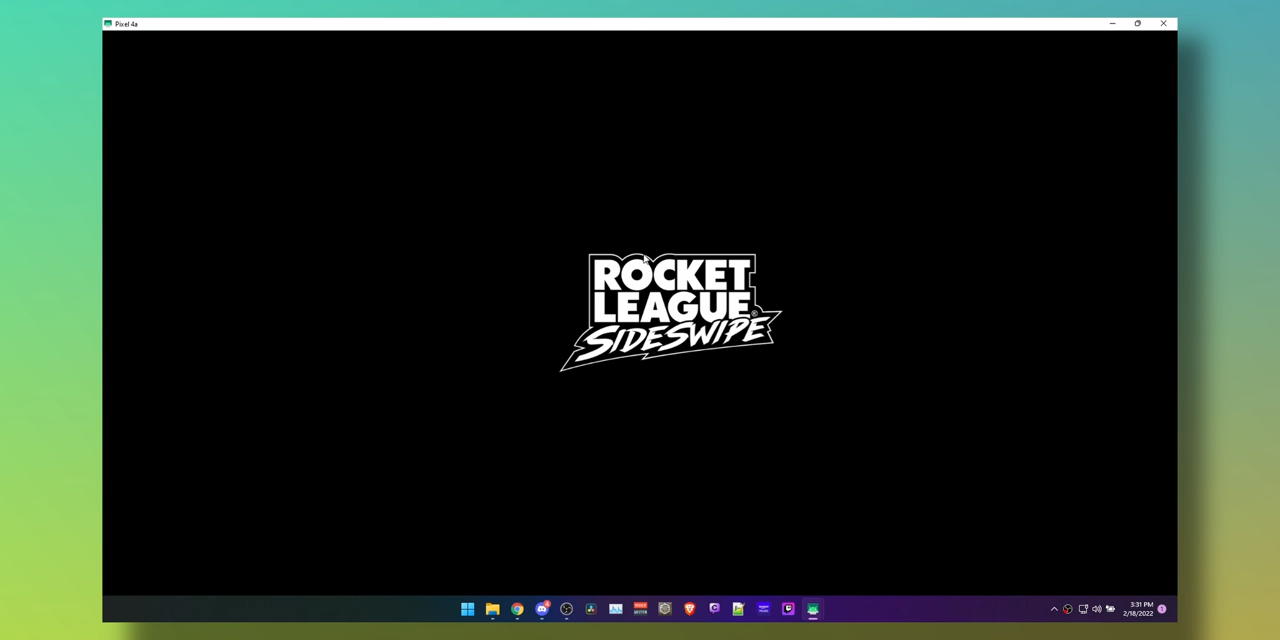 Pixel 4a
ROCKET
LEAGUE
SIDESWIPE
3:31 PM
2/18/2022